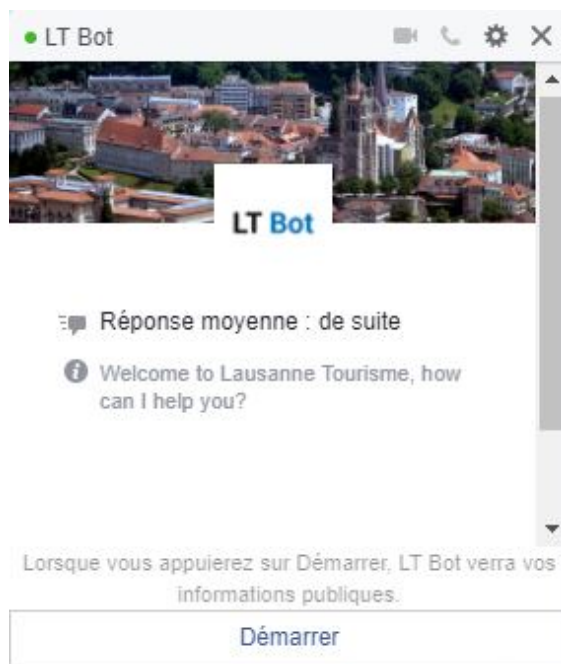 LT Bot
LT Bot
Réponse moyenne : de suite
Welcome to Lausanne Tourisme, how
can I help you?
Lorsque vous appuierez sur Démarrer, LT Bot verra vos
informations publiques.
Démarrer